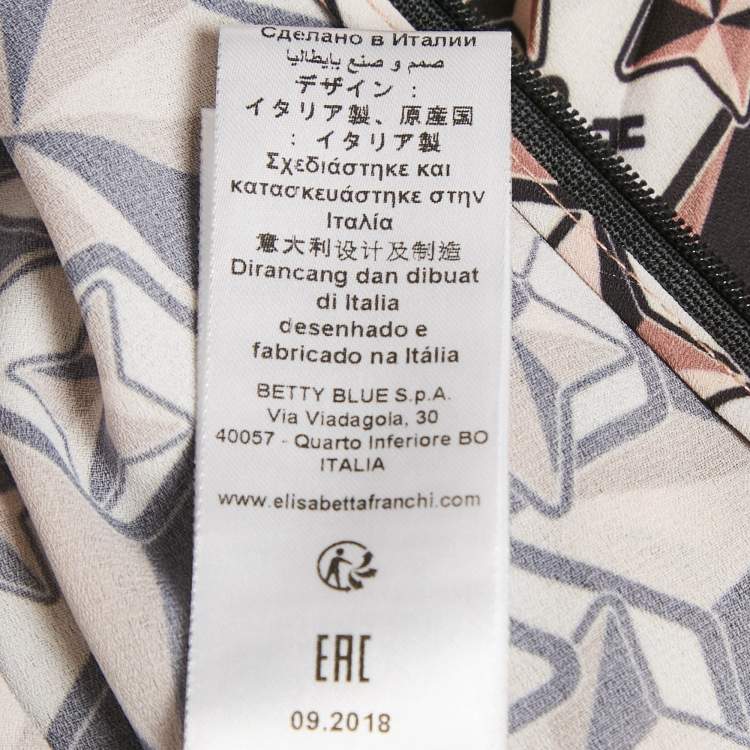 Сделано в Италии
صمم و صنع بإيطاليا
デザイン：
イタリア製、原産国
：イタリア製
Σχεδιάστηκε και
κατασκευάστηκε στην
Ιταλία
意大利设计及制造
Dirancang dan dibuat
di Italia
desenhado e
fabricado na Itália
BETTY BLUE S.p.A.
Via Viadagola, 30
40057 - Quarto Inferiore BO
ITALIA
www.elisabettafranchi.com
EAC
09.2018